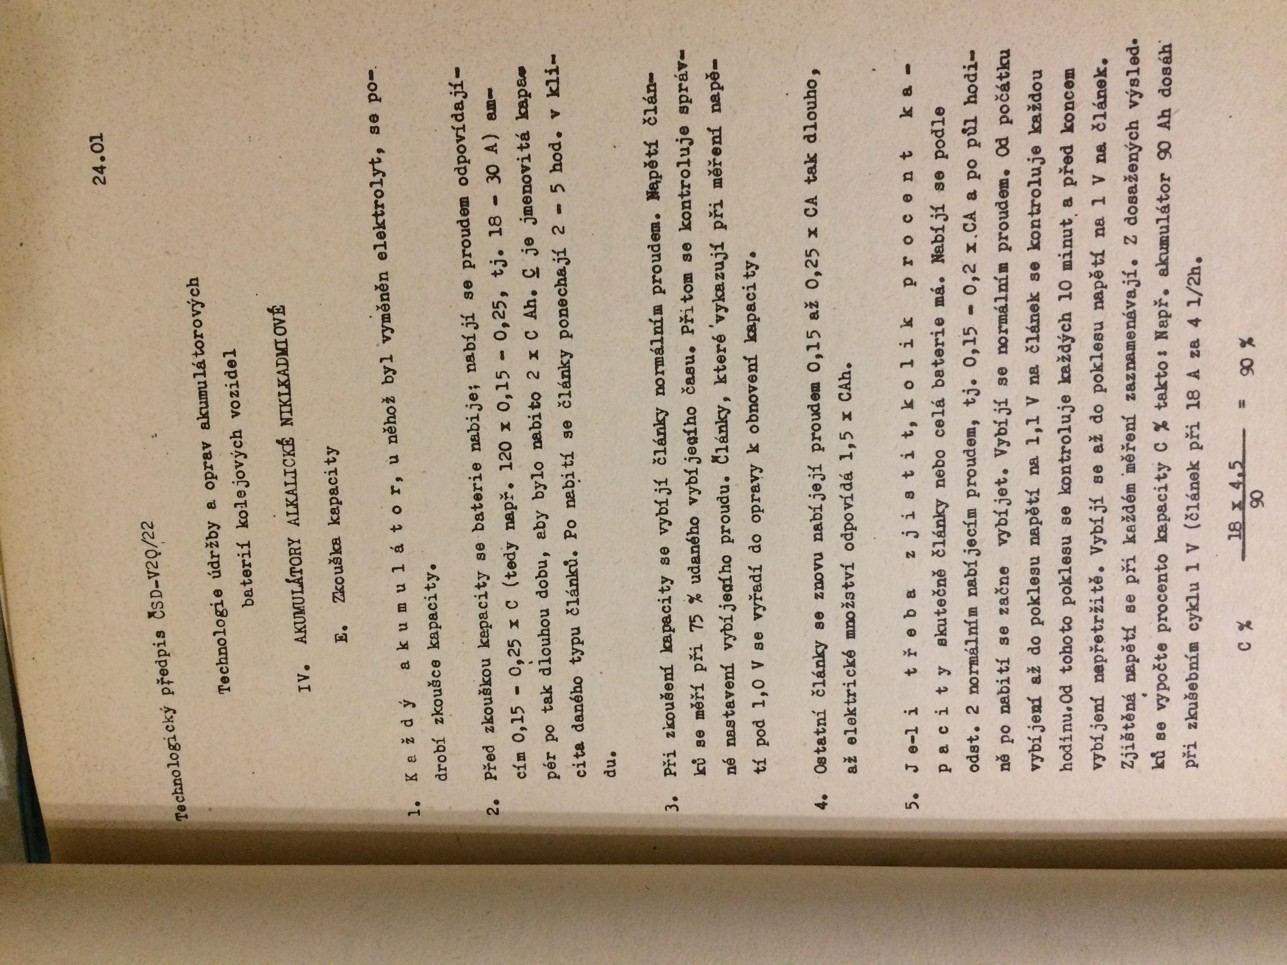 24.01
Technologický předpis ČSD-V20/22
Technologie údržby a oprav akumulátorových
baterií kolejových vozidel
IV. AKUMULÁTORY ALKALICKÉ NIKLKADMIOVÉ
E. Zkouška kapacity
1. K a ž d ý a k u m u l á t o r, u něhož byl vyměněn elektrolyt, se po-
drobí zkoušce kapacity.
2. Před zkouškou kapacity se baterie nabije; nabíjí se proudem odpovídají-
cím 0,15 - 0,25 x C (tedy např. 120 x 0,15 - 0,25, tj. 18 - 30 A) am-
pér po tak dlouhou dobu, aby bylo nabito 2 x C Ah. C je jmenovitá kapa-
cita daného typu článků. Po nabití se články ponechají 2 - 5 hod. v kli-
du.
3. Při zkoušení kapacity se vybíjí články normálním proudem. Napětí člán-
ků se měří při 75 % udaného vybíjecího času. Přitom se kontroluje správ-
né nastavení vybíjecího proudu. Články, které vykazují při měření napě-
tí pod 1,0 V se vyřadí do opravy k obnovení kapacity.
4. Ostatní články se znovu nabíjejí proudem 0,15 až 0,25 x CA tak dlouho,
až elektrické množství odpovídá 1,5 x CAh.
5. J e-l i t ř e b a z j i s t i t, k o l i k p r o c e n t k a -
p a c i t y skutečně články nebo celá baterie má. Nabíjí se podle
odst. 2 normálním nabíjecím proudem, tj. 0,15 - 0,2 x CA a po půl hodi-
ně po nabití se začne vybíjet. Vybíjí se normálním proudem. Od počátku
vybíjení až do poklesu napětí na 1,1 V na článek se kontroluje každou
hodinu.Od tohoto poklesu se kontroluje každých 10 minut a před koncem
vybíjení nepřetržitě. Vybíjí se až do poklesu napětí na 1 V na článek.
Zjištěná napětí se při každém měření zaznamenávají. Z dosažených výsled-
ků se vypočte procento kapacity C % takto: Např. akumulátor 90 Ah dosáh
při zkušebním cyklu 1 V (článek při 18 A za 4 1/2h.
C % 18 x 4,5 = 90 %
90